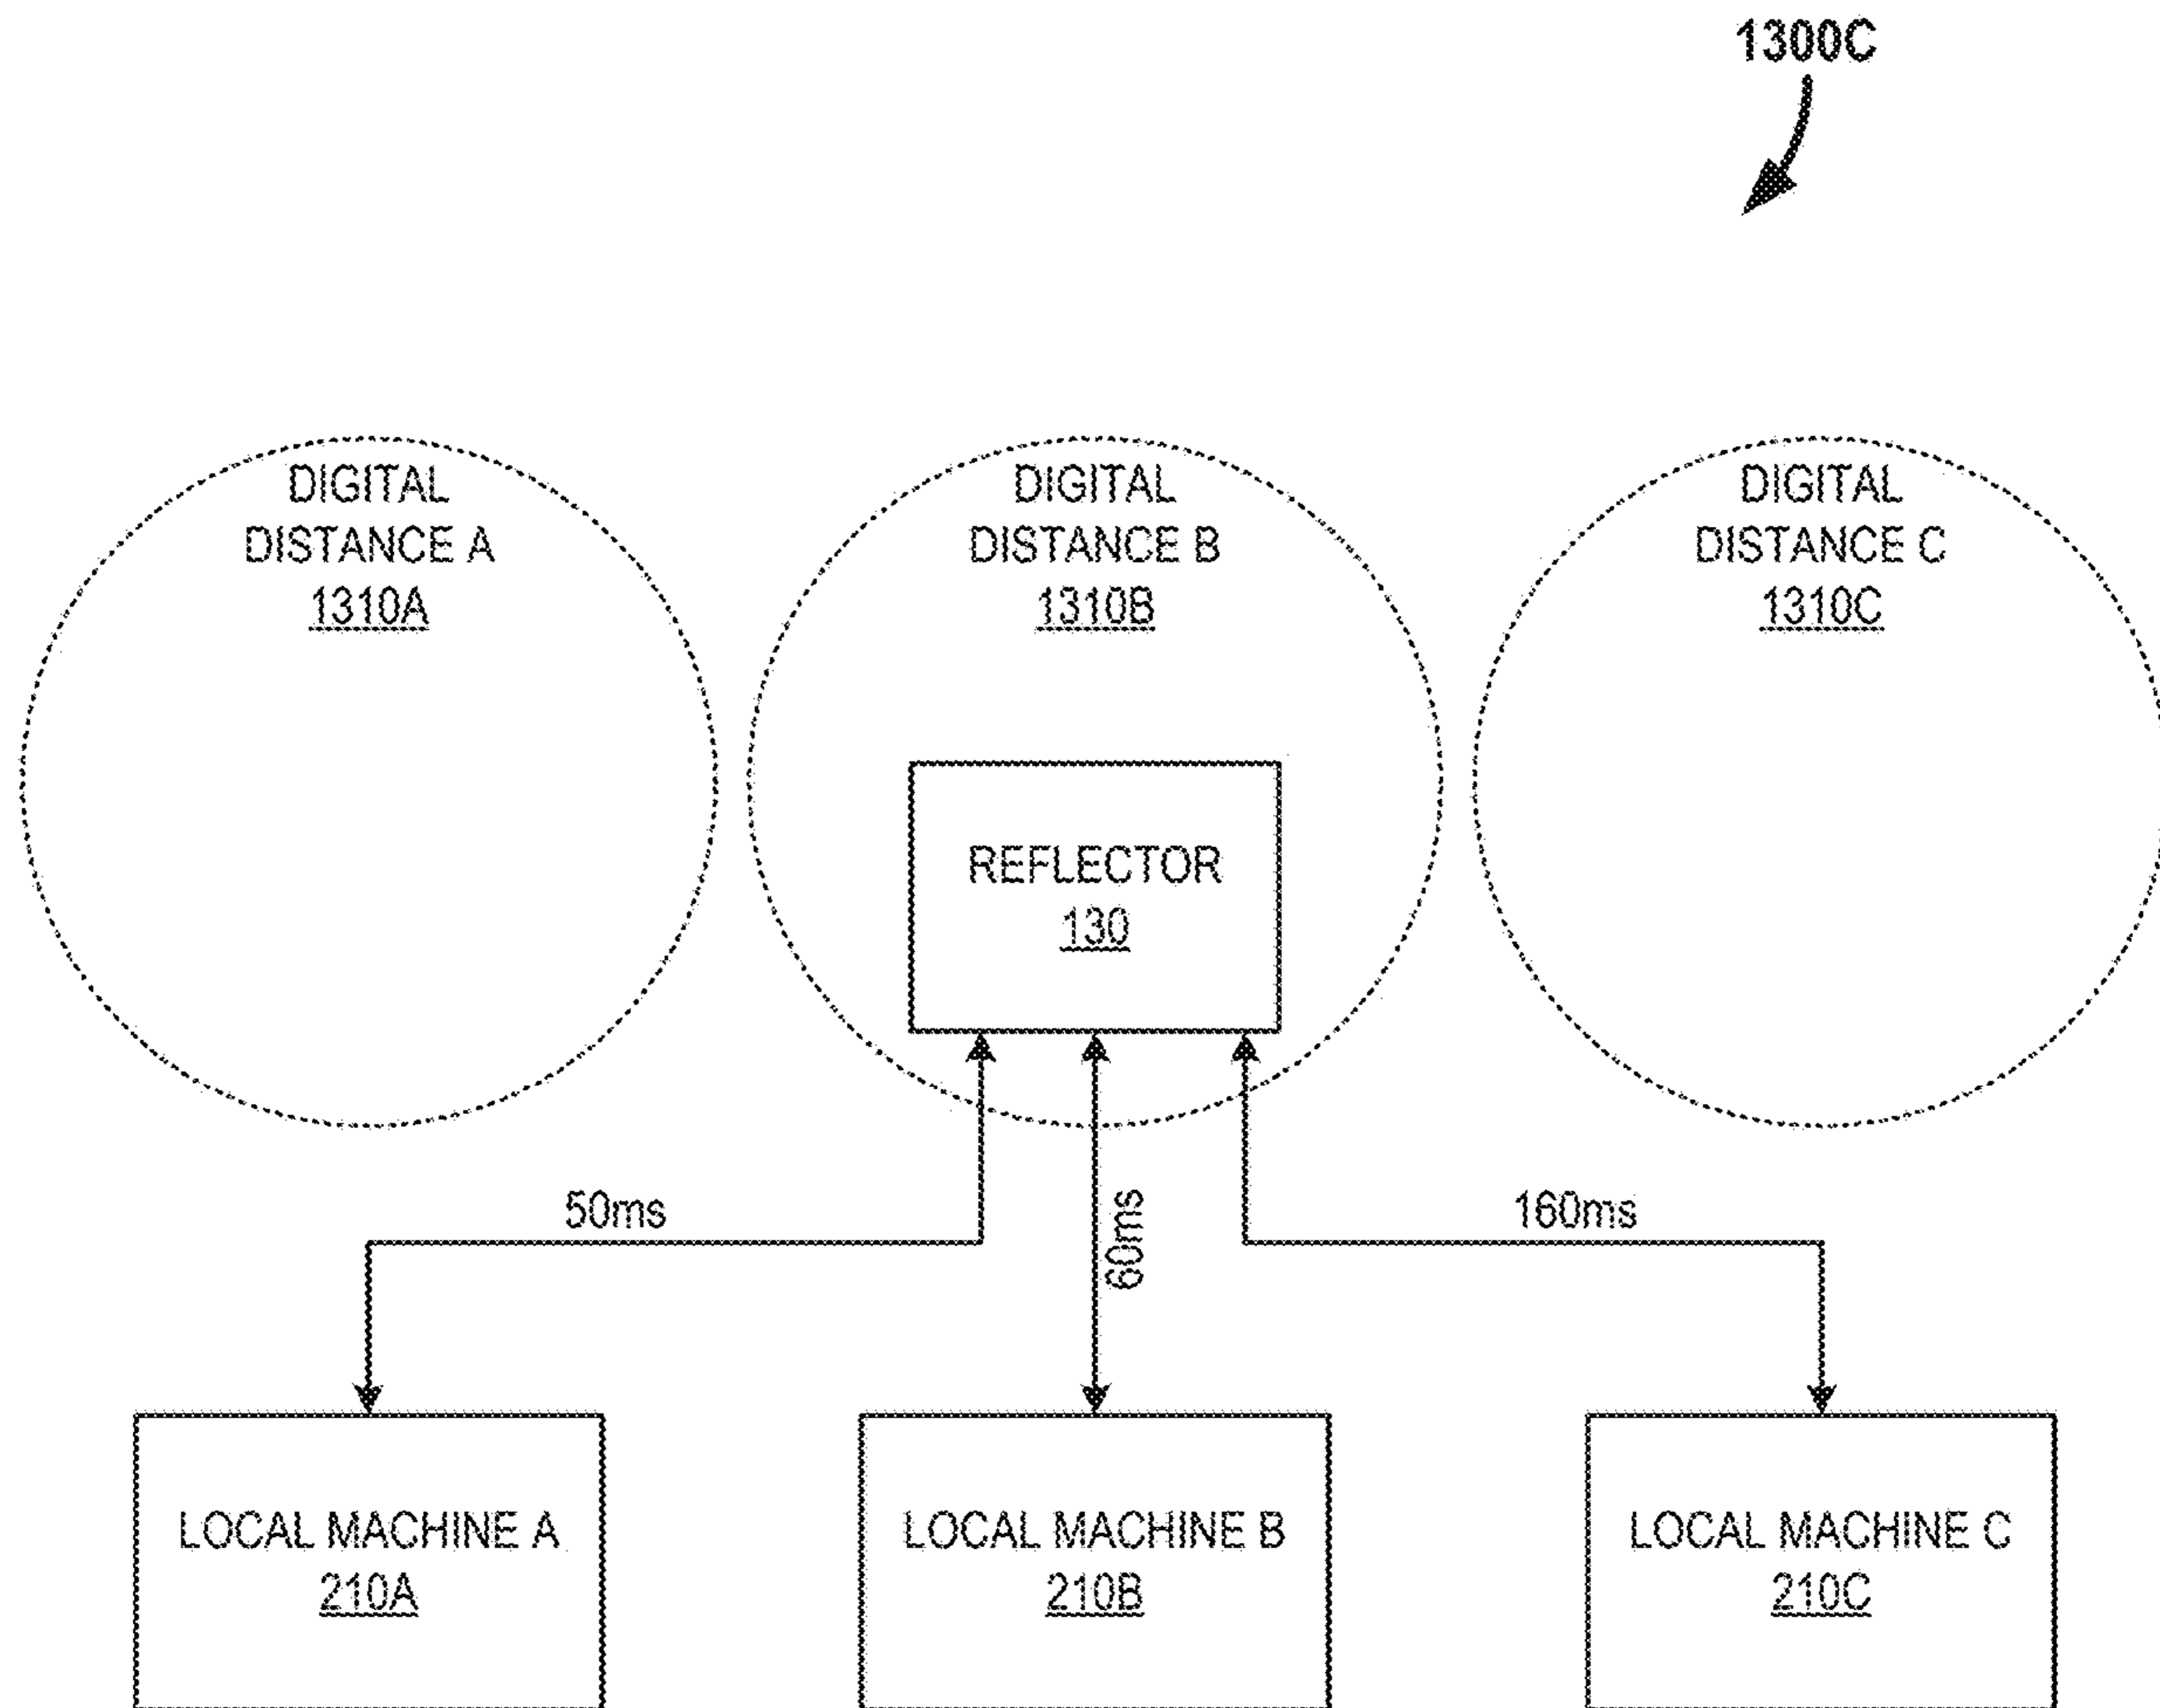 1300C
DIGITAL
DISTANCE A
1310A
DIGITAL
DISTANCE B
1310B
DIGITAL
DISTANCE C
1310C
REFLECTOR
130
50ms
60ms
160ms
LOCAL MACHINE A
210A
LOCAL MACHINE B
210B
LOCAL MACHINE C
210C